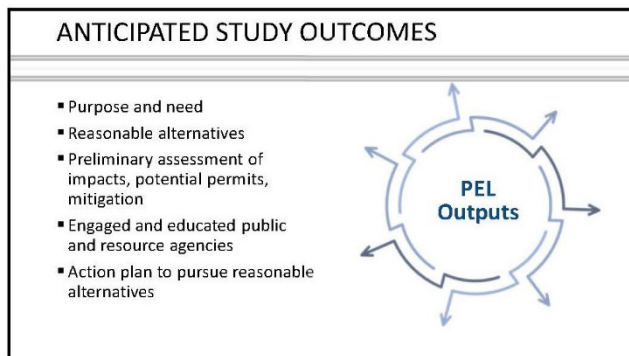 ANTICIPATED STUDY OUTCOMES
▪ Purpose and need
▪ Reasonable alternatives
▪ Preliminary assessment of
impacts, potential permits,
mitigation
▪ Engaged and educated public
and resource agencies
▪ Action plan to pursue reasonable
alternatives
PEL
Outputs